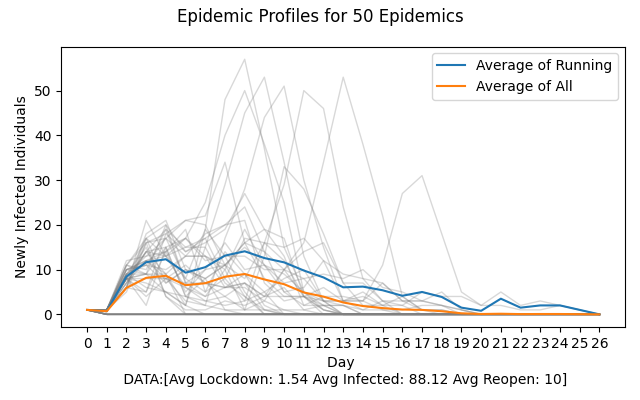 Epidemic Profiles for 50 Epidemics
Average of Running
Average of All
Newly Infected Individuals
50
40
30
20
10
0
0 1 2 3 4 5 6 7 8 9 10 11 12 13 14 15 16 17 18 19 20 21 22 23 24 25 26
Day
DATA:[Avg Lockdown: 1.54 Avg Infected: 88.12 Avg Reopen: 10]